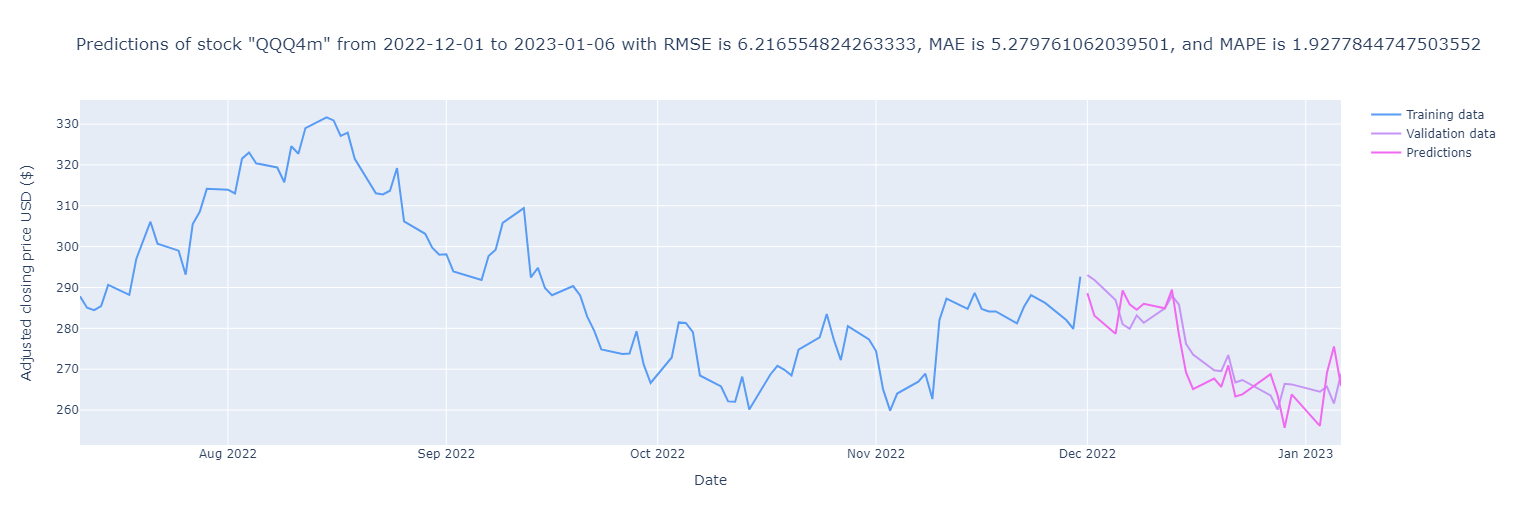 Predictions of stock "QQQ4m" from 2022-12-01 to 2023-01-06 with RMSE is 6.216554824263333, MAE is 5.279761062039501, and MAPE is 1.9277844747503552
Training data
Validation data
Predictions
Adjusted closing price USD ($)
330
320
310
300
290
280
270
260
Aug 2022
Sep 2022
Oct 2022
Nov 2022
Dec 2022
Jan 2023
Date